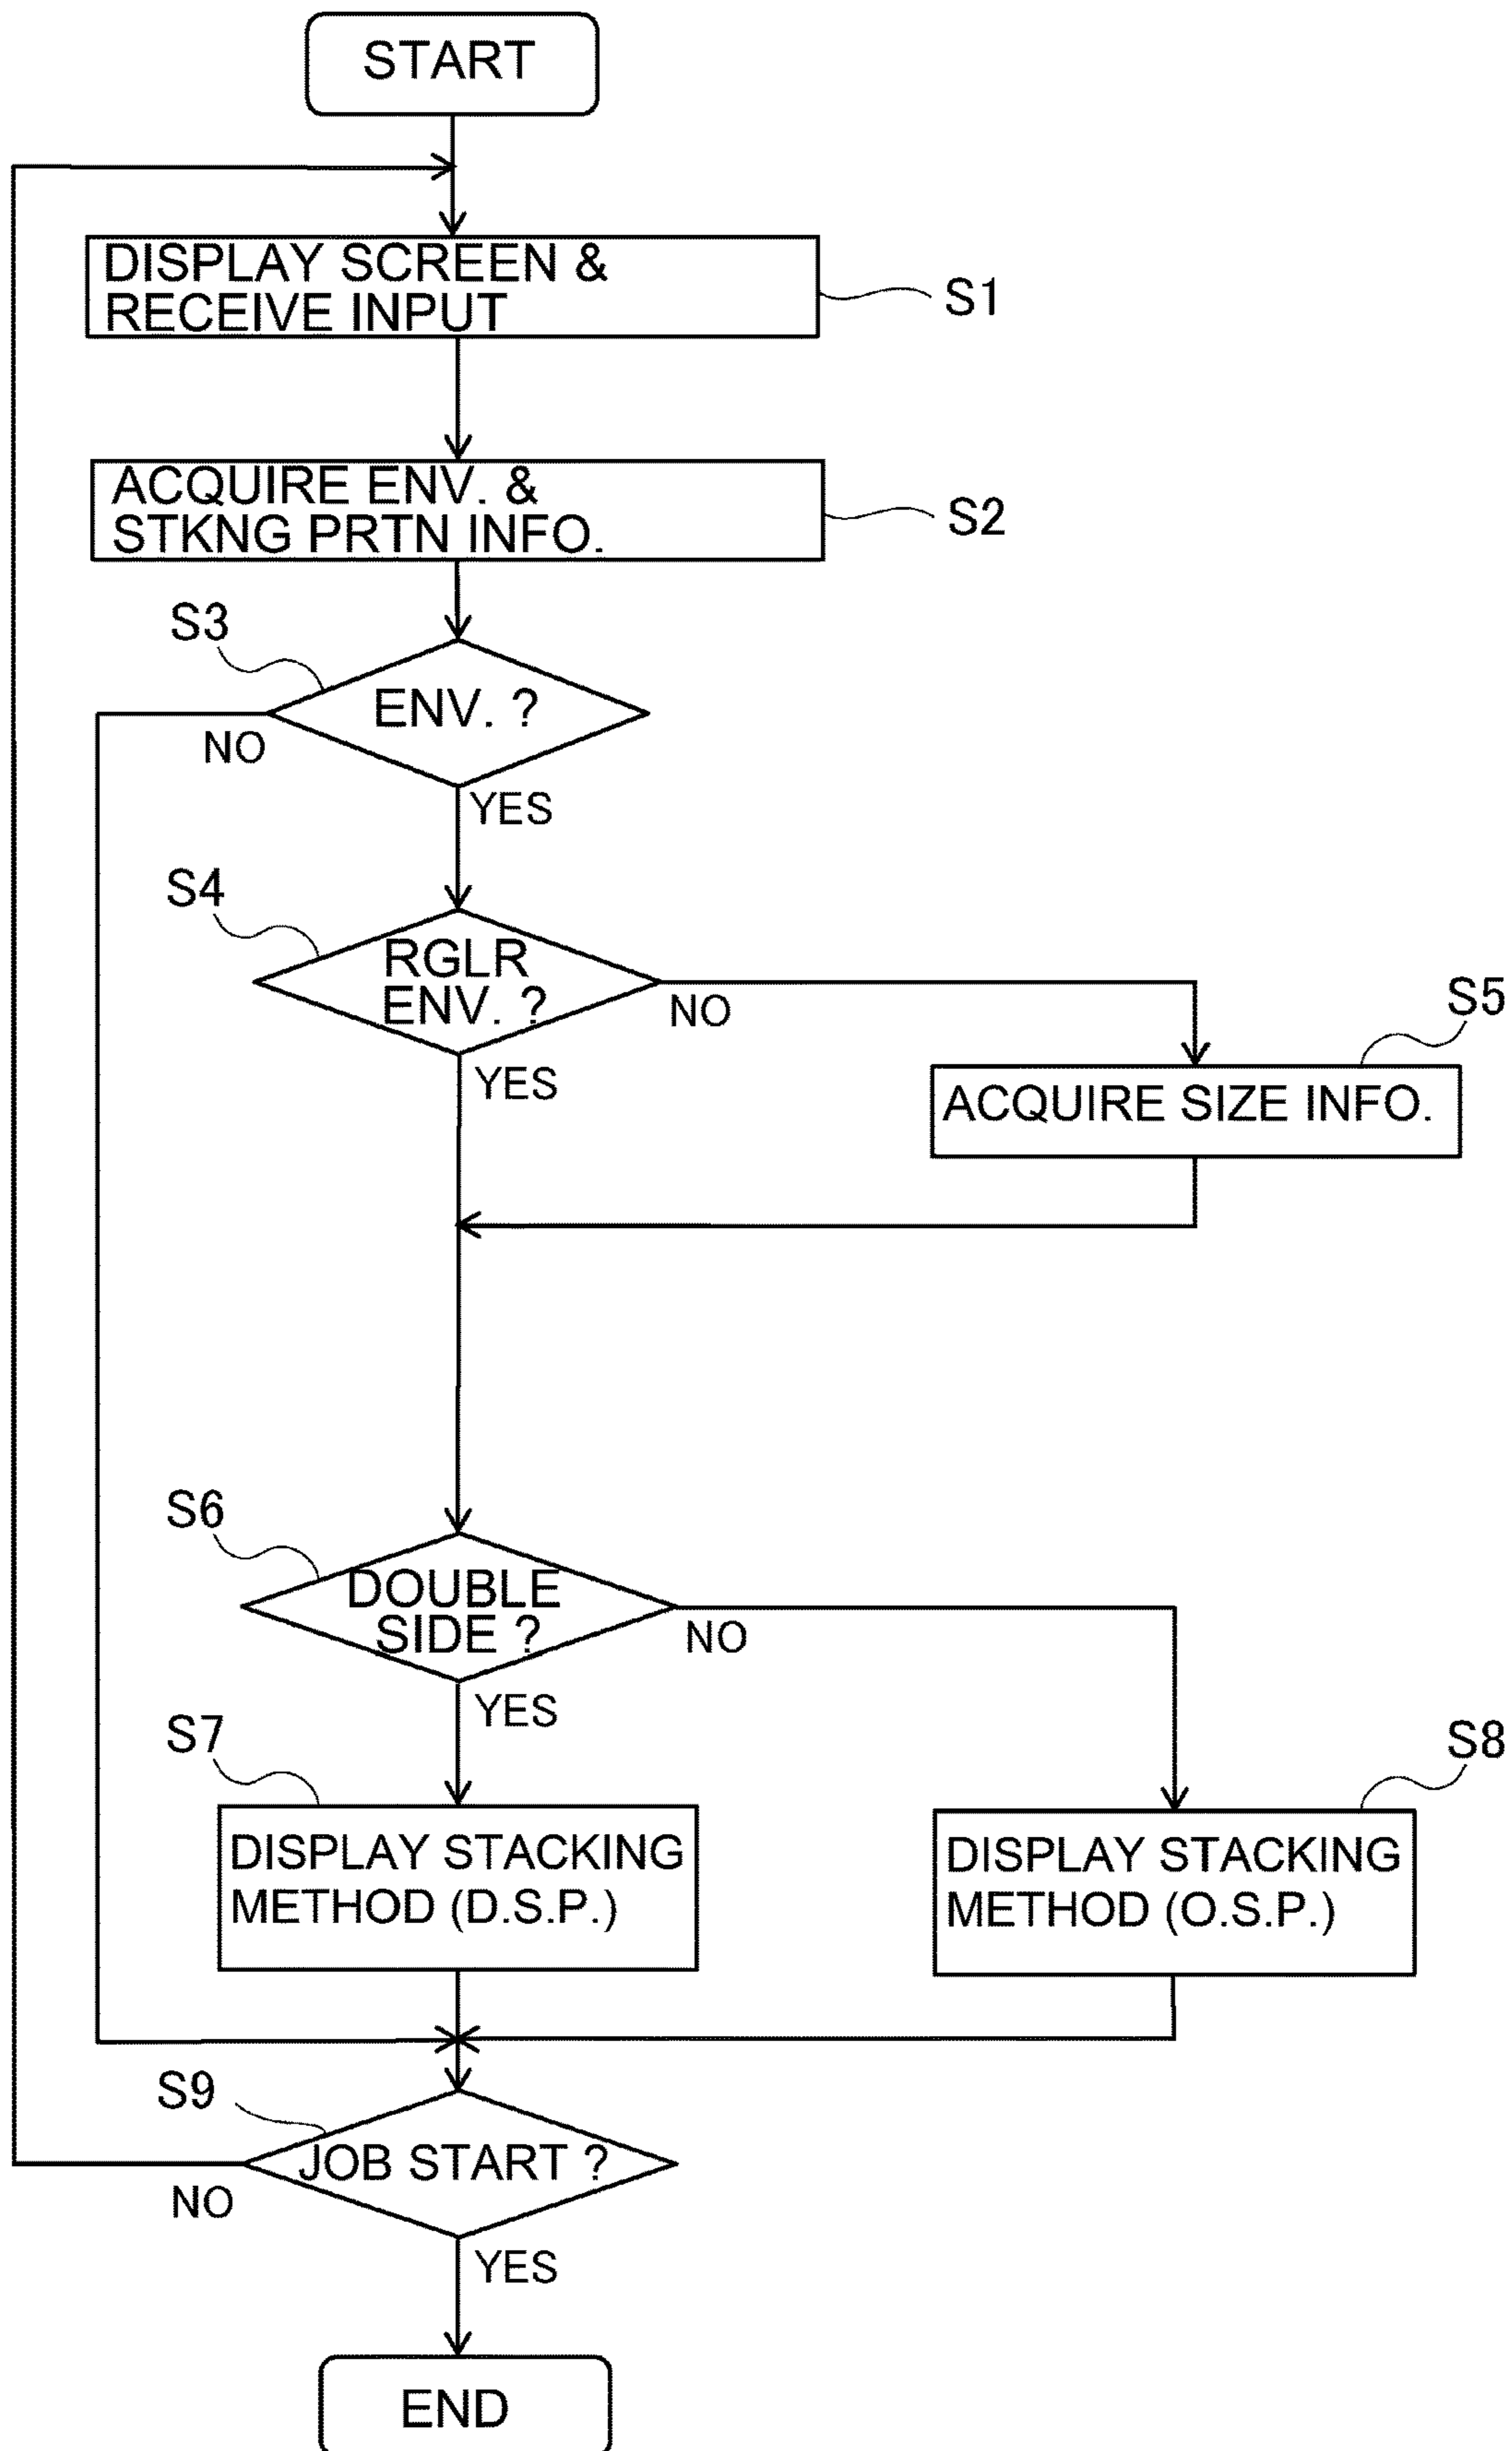 START
DISPLAY SCREEN &
RECEIVE INPUT
S1
ACQUIRE ENV. &
STKNG PRTN INFO.
S2
S3
ENV. ?
NO
YES
S4
RGLR
ENV. ?
NO
YES
S5
ACQUIRE SIZE INFO.
S6
DOUBLE
SIDE ?
NO
YES
S7
DISPLAY STACKING
METHOD (D.S.P.)
S8
DISPLAY STACKING
METHOD (O.S.P.)
S9
JOB START ?
NO
YES
END